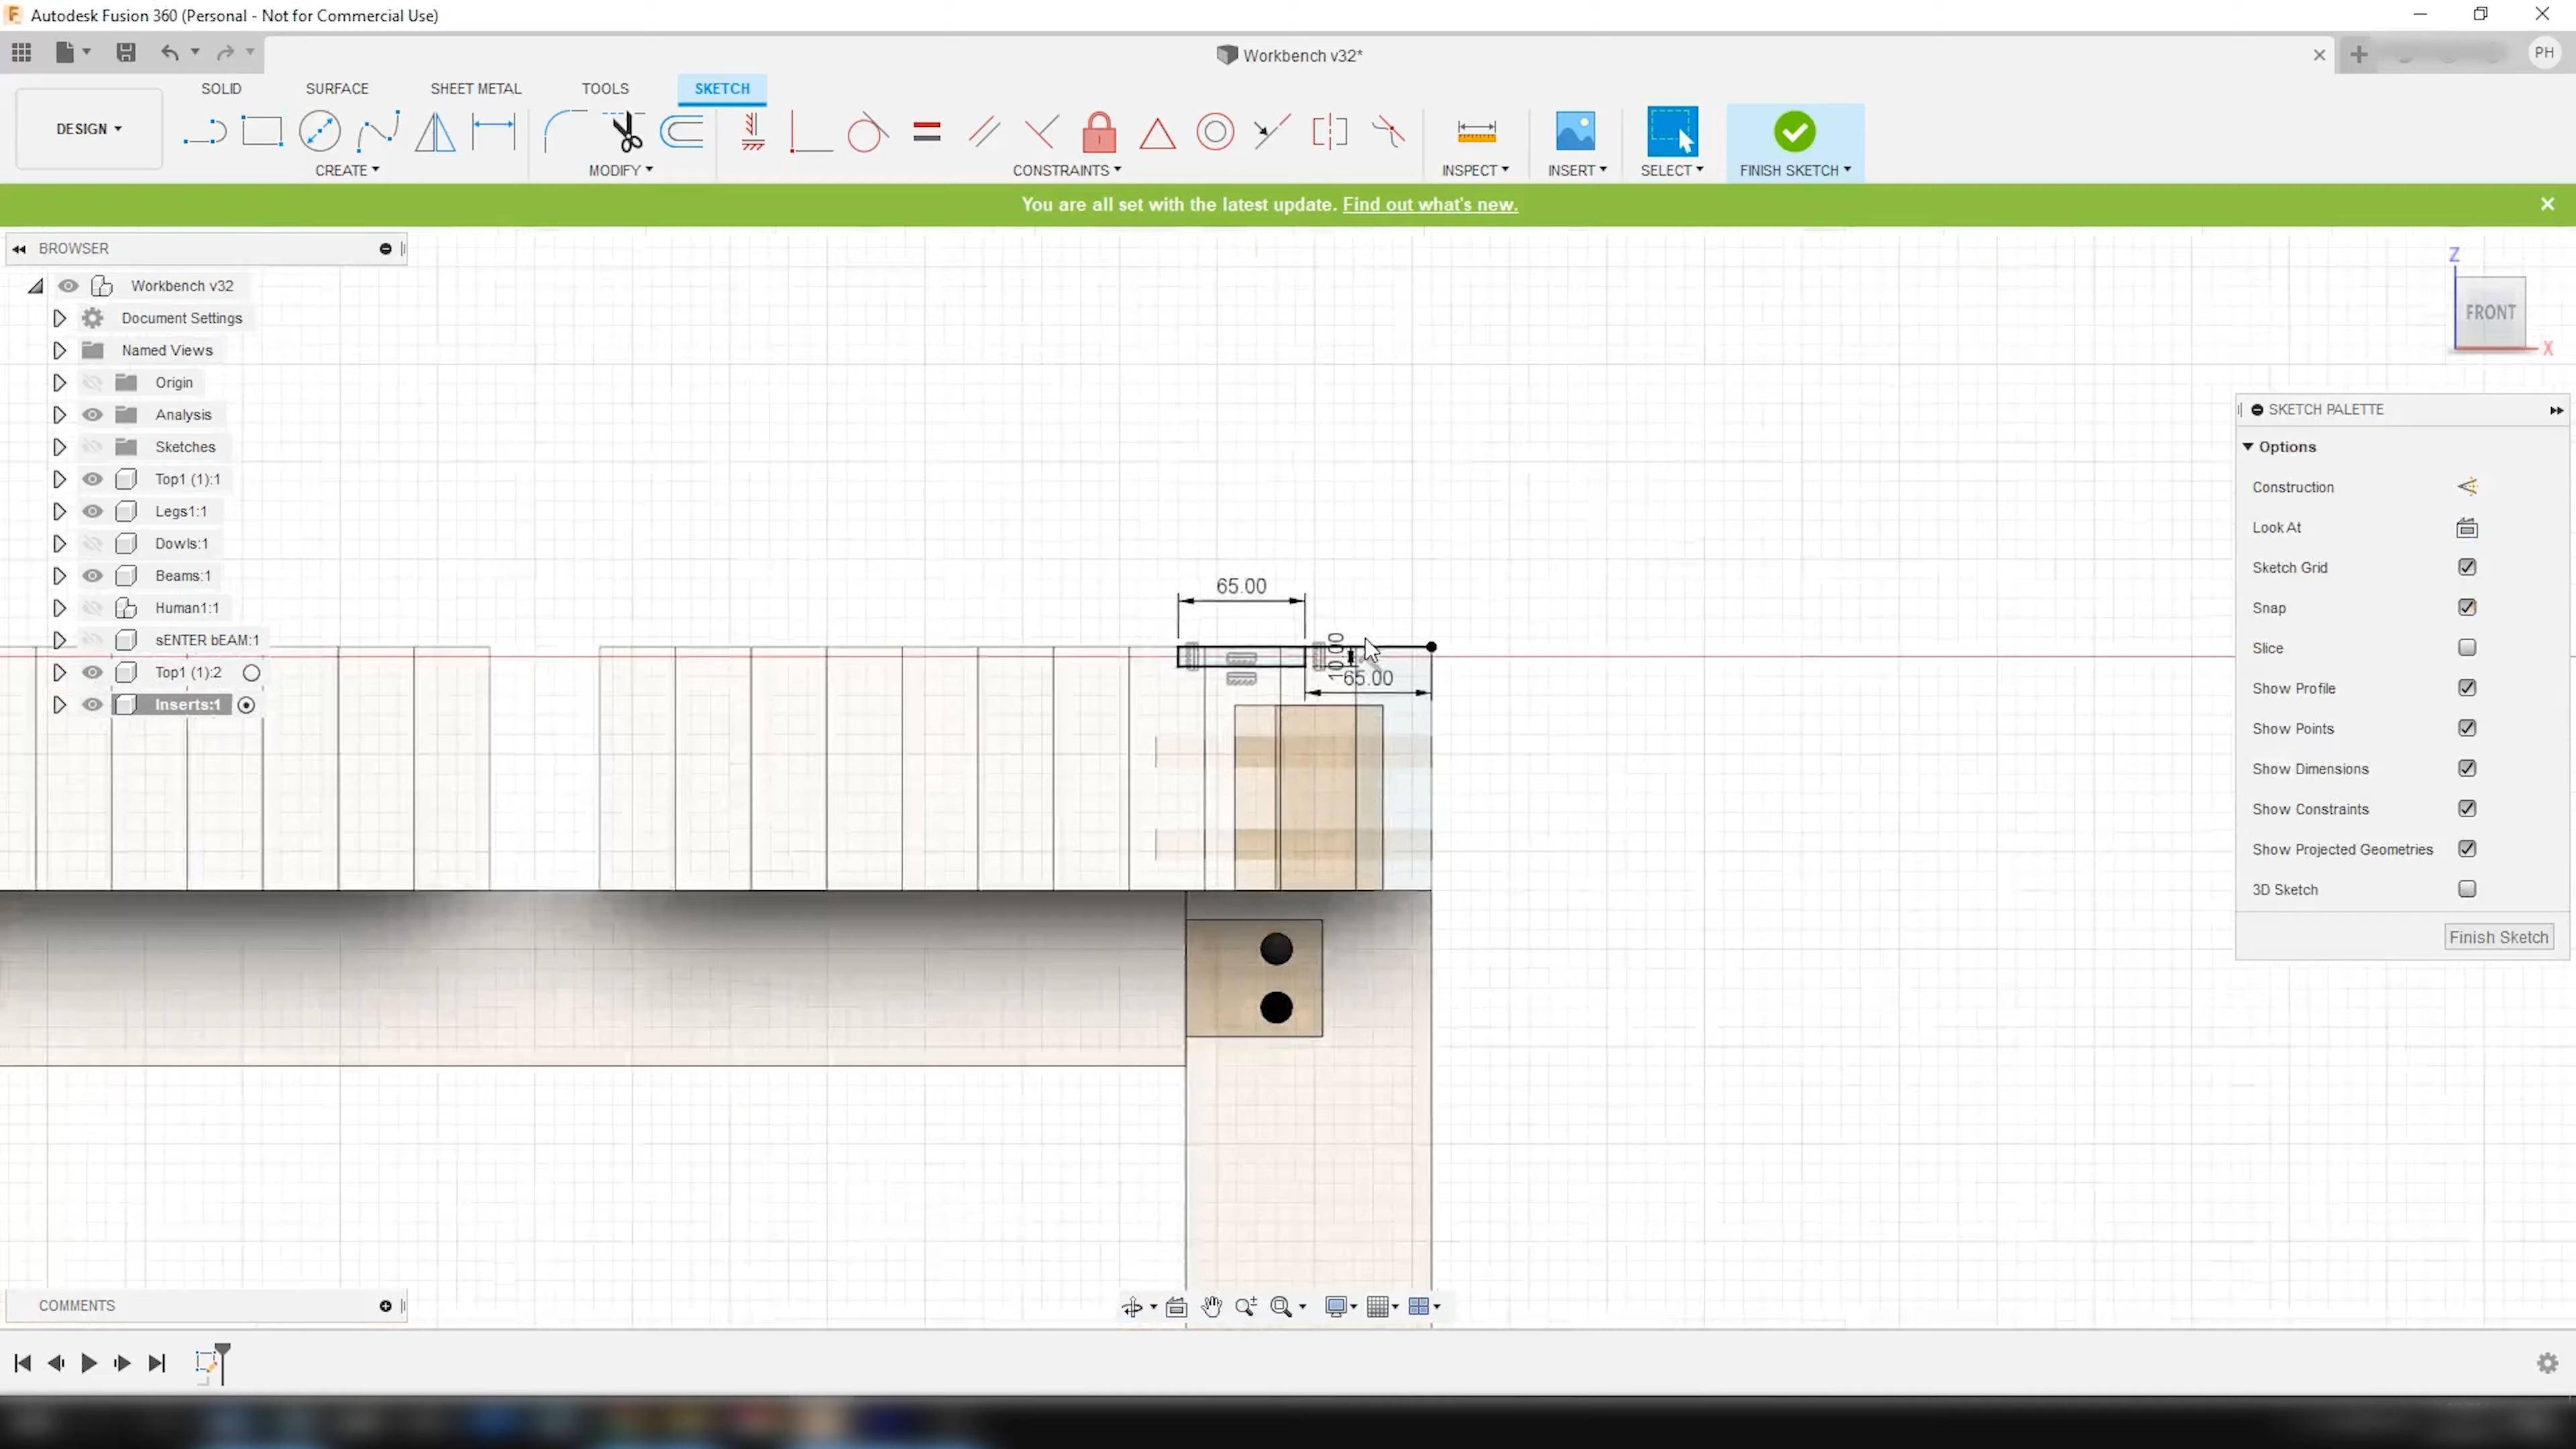 Autodesk Fusion 360 (Personal - Not for Commercial Use)
Workbench v32*
PH
SOLID
SURFACE
SHEET METAL
TOOLS
SKETCH
DESIGN
CREATE
MODIFY
CONSTRAINTS
INSPECT
INSERT
SELECT
FINISH SKETCH
You are all set with the latest update. Find out what's new.
BROWSER
Workbench v32
Document Settings
Named Views
Origin
Analysis
Sketches
Top1 (1):1
Legs1:1
Dowls:1
Beams:1
Human1:1
sENTER bEAM:1
Top1 (1):2
Inserts:1
65.00
10.00
65.00
Z
FRONT
X
SKETCH PALETTE
Options
Construction
Look At
Sketch Grid
Snap
Slice
Show Profile
Show Points
Show Dimensions
Show Constraints
Show Projected Geometries
3D Sketch
Finish Sketch
COMMENTS